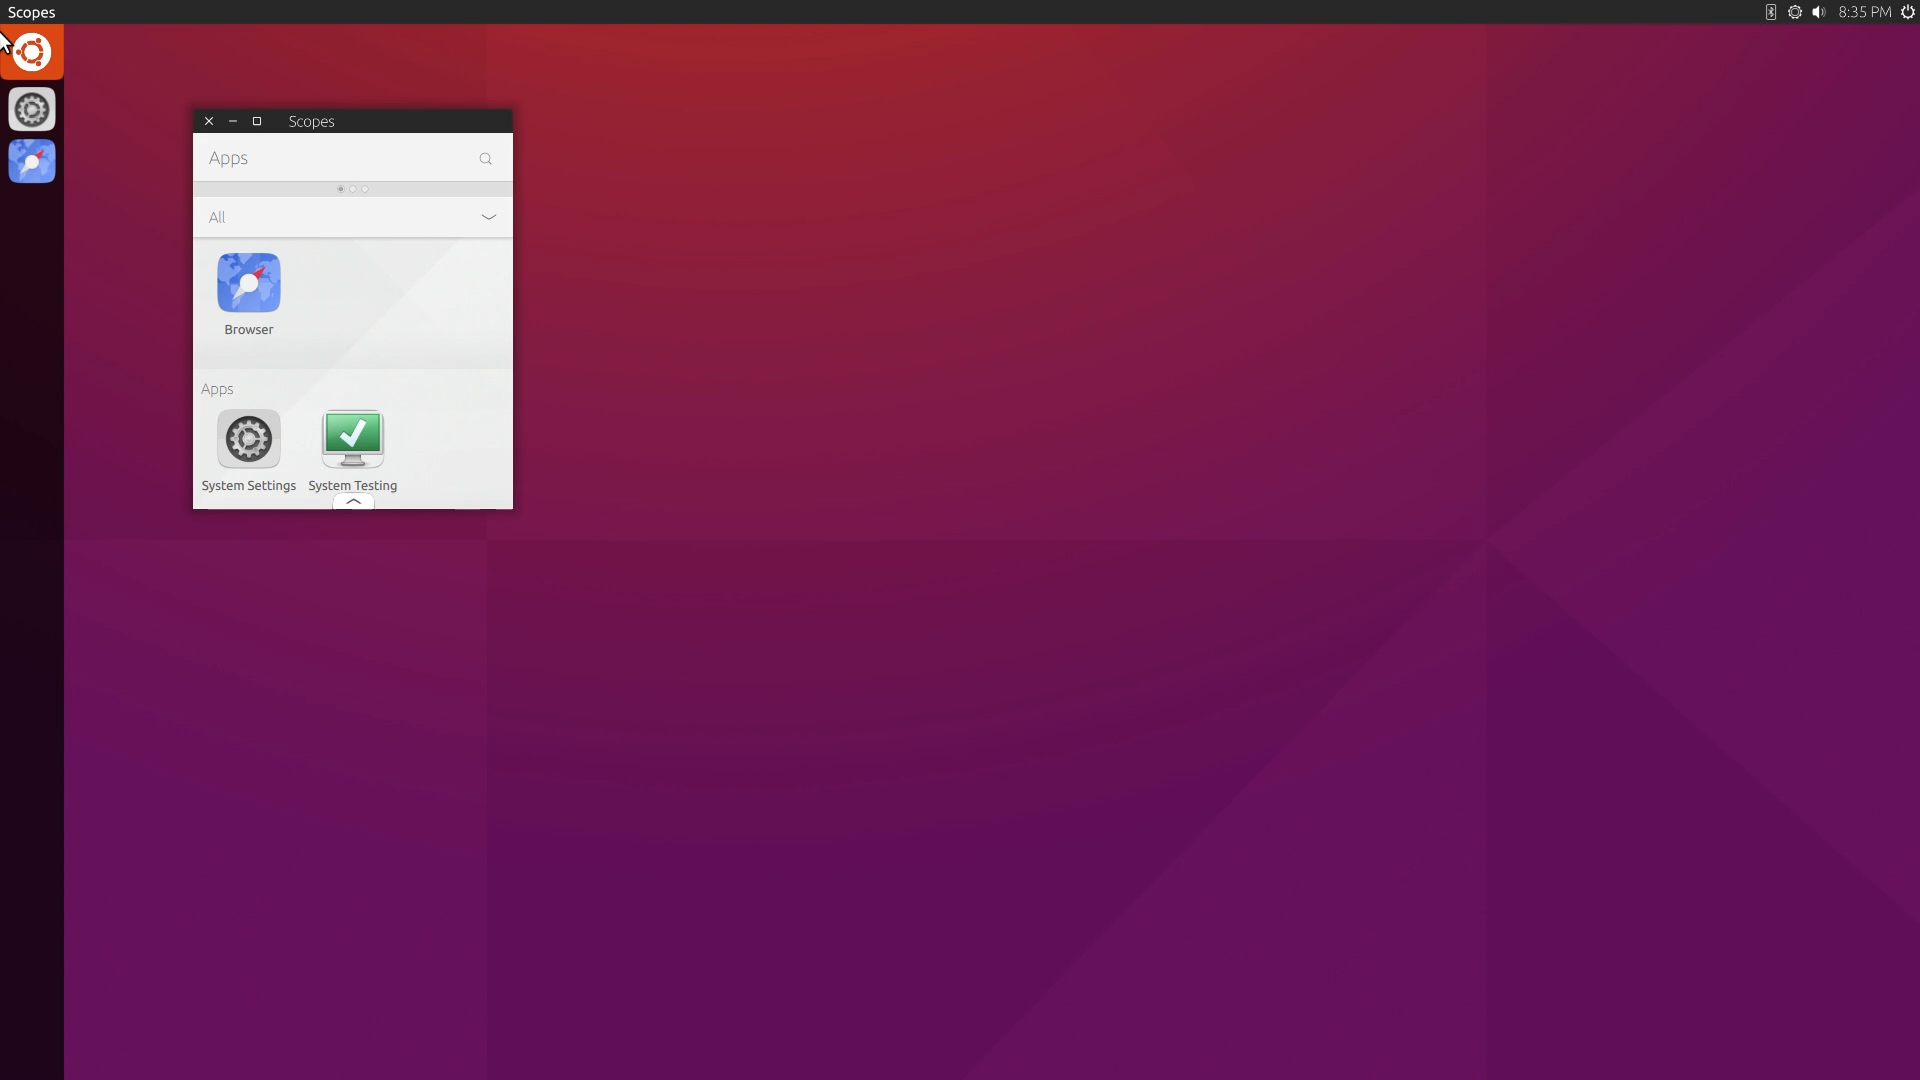 Scopes
8:35 PM
Scopes
Apps
All
Browser
Apps
System Settings System Testing